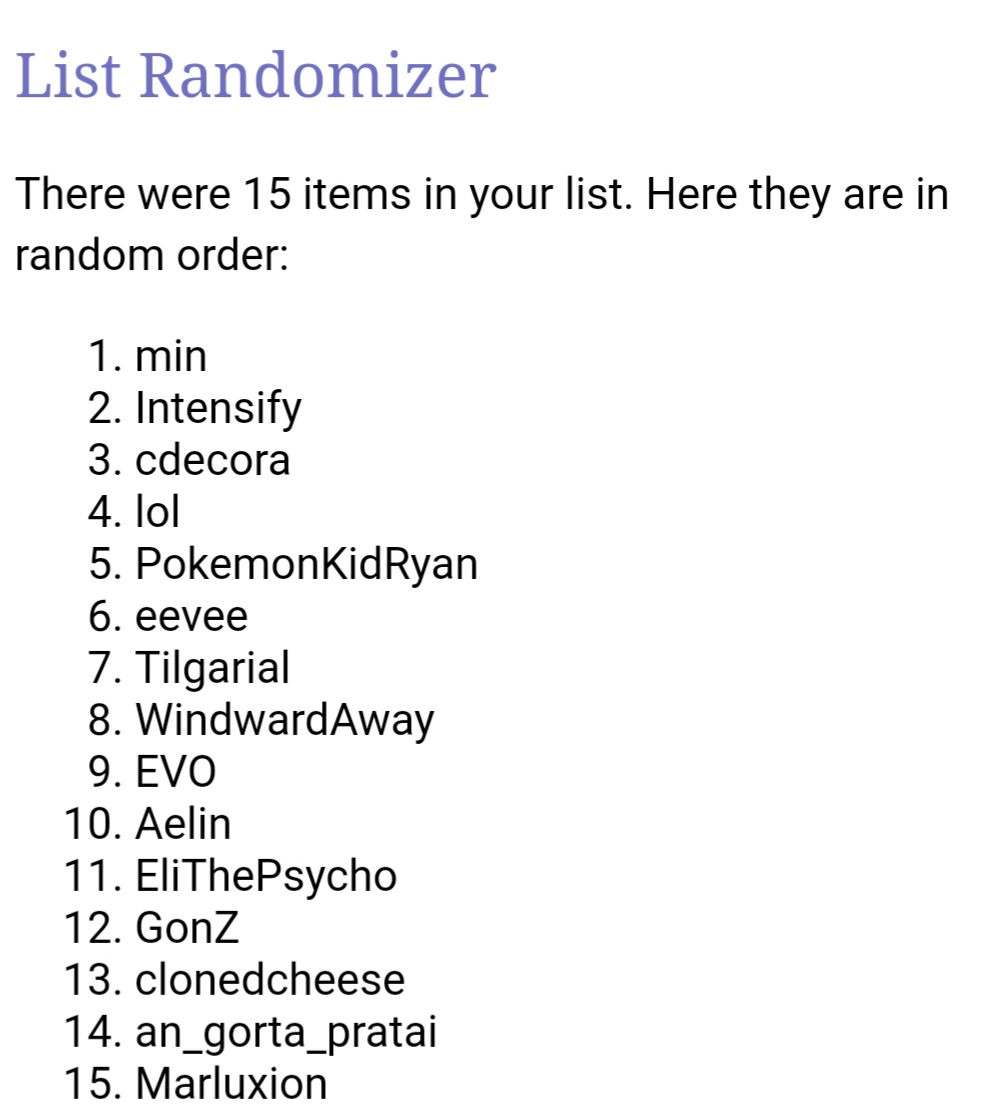 List Randomizer
There were 15 items in your list. Here they are in
random order:
1. min
2. Intensify
3. cdecora
4. lol
5. PokemonKidRyan
6. eevee
7. Tilgarial
8. WindwardAway
9. EVO
10. Aelin
11. EliThePsycho
12. GonZ
13. clonedcheese
14. an_gorta_pratai
15. Marluxion